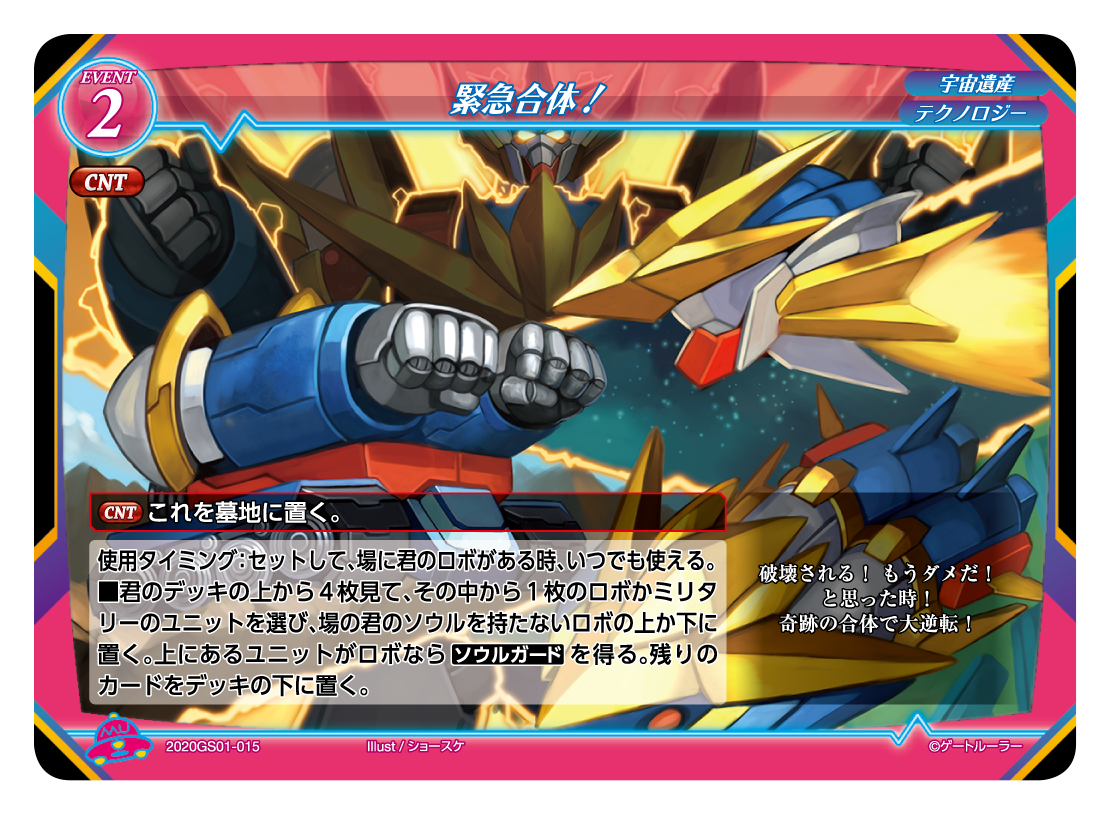 EVENT
2
緊急合体！
宇宙遺産
テクノロジー
CNT
CNT これを墓地に置く。
使用タイミング：セットして、場に君のロボがある時、いつでも使える。
■君のデッキの上から４枚見て、その中から１枚のロボかミリタ
リーのユニットを選び、場の君のソウルを持たないロボの上か下に
置く。上にあるユニットがロボなら ソウルガード を得る。残りの
カードをデッキの下に置く。
破壊される！ もうダメだ！
と思った時！
奇跡の合体で大逆転！
MU
2020GS01-015
Illust / ショースケ
©ゲートルーラー